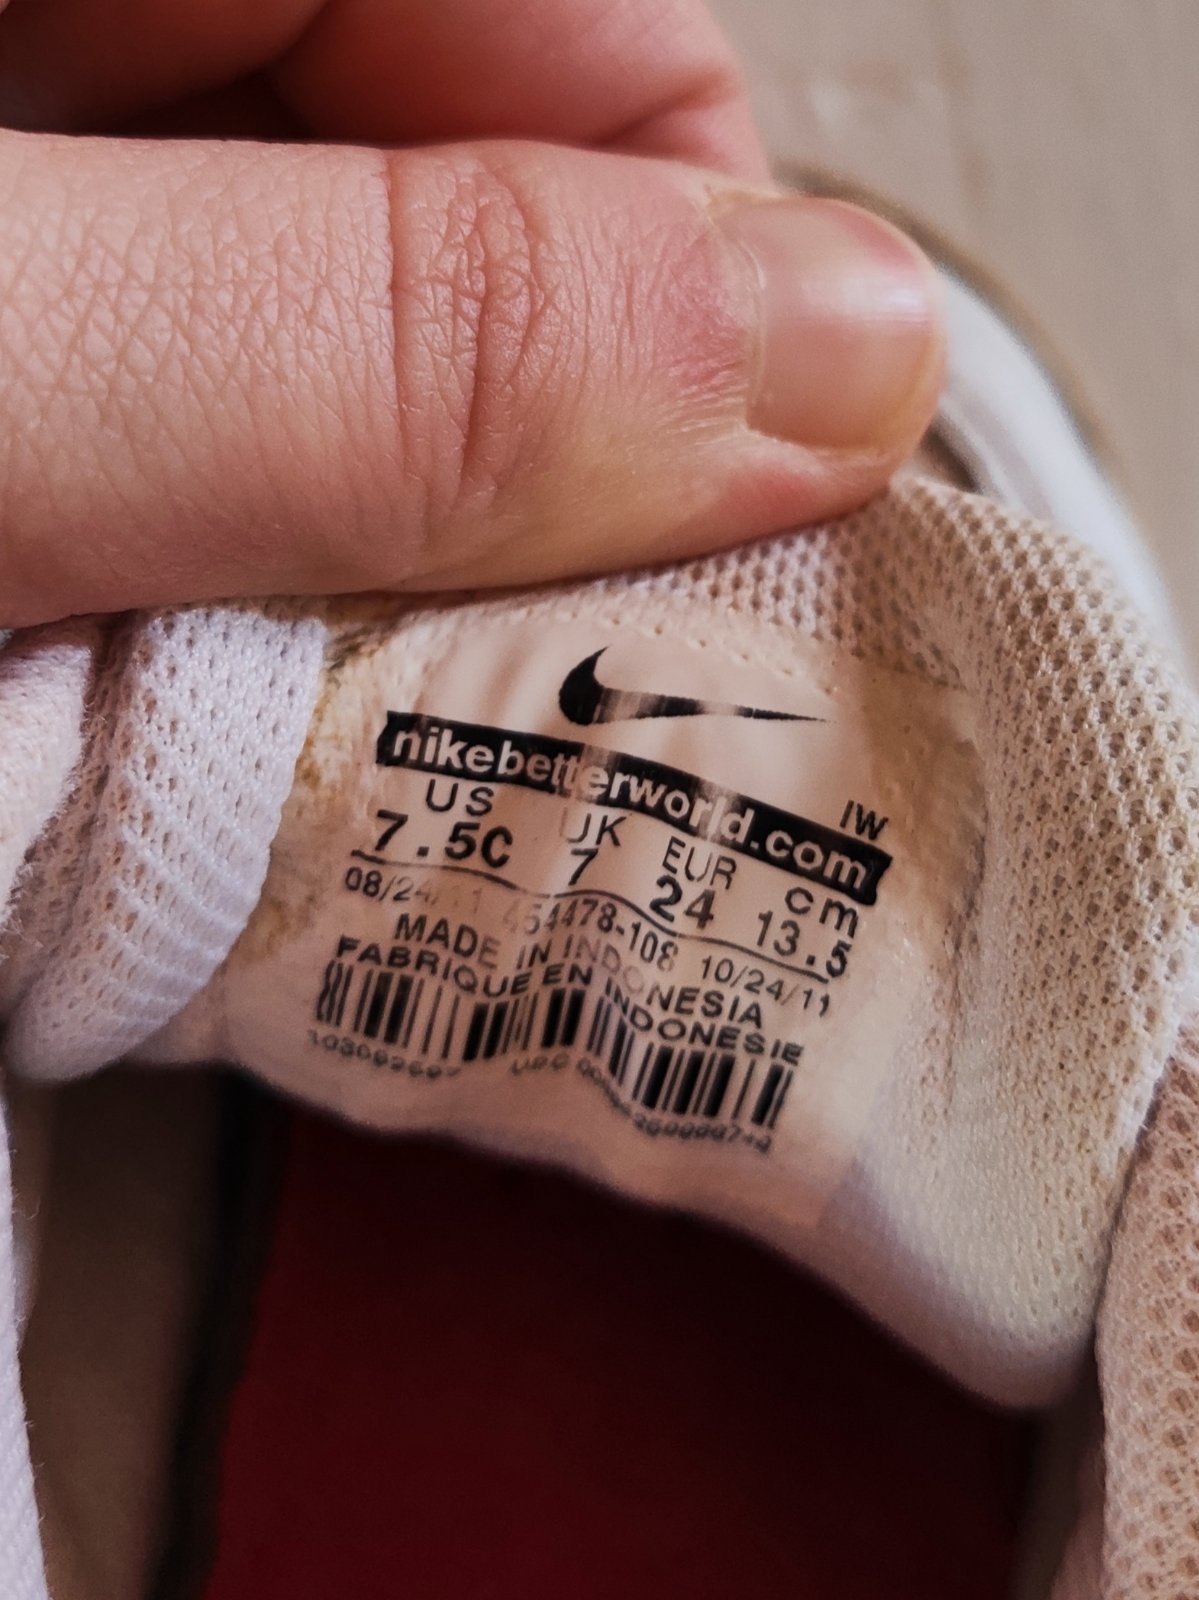 nikebetterworld.com
IW
US UK EUR cm
7.5C 7 24 13.5
08/24/11 454478-108 10/24/11
MADE IN INDONESIA
FABRIQUE EN INDONESIE
UPC